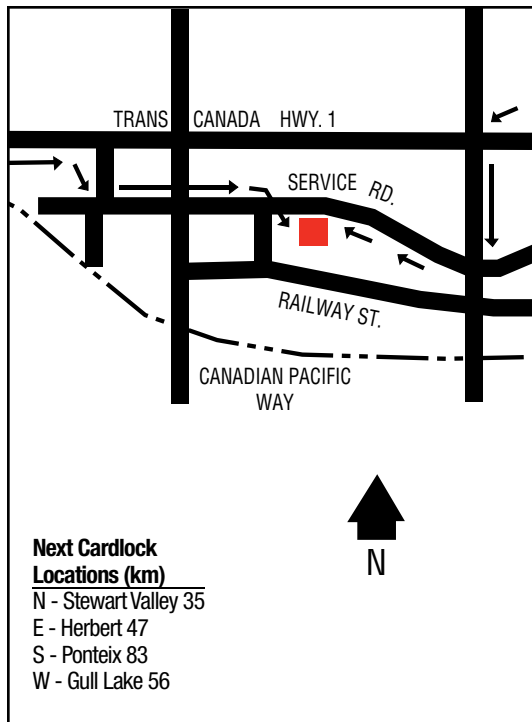 TRANS CANADA HWY. 1
SERVICE RD.
RAILWAY ST.
CANADIAN PACIFIC
WAY
N
Next Cardlock
Locations (km)
N - Stewart Valley 35
E - Herbert 47
S - Ponteix 83
W - Gull Lake 56